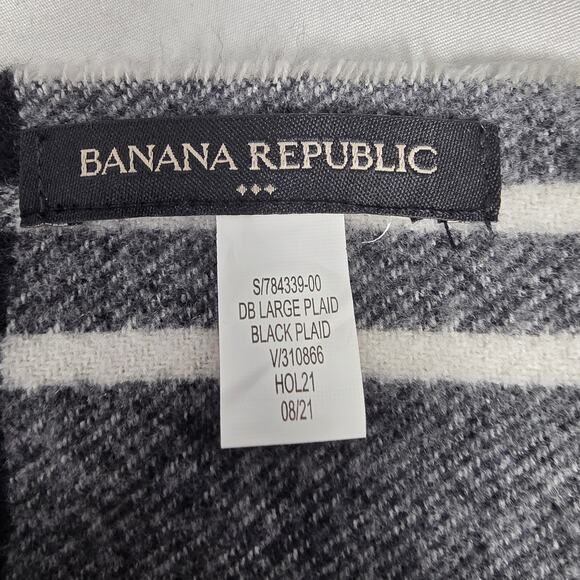 BANANA REPUBLIC
S/784339-00
DB LARGE PLAID
BLACK PLAID
V/310866
HOL21
08/21